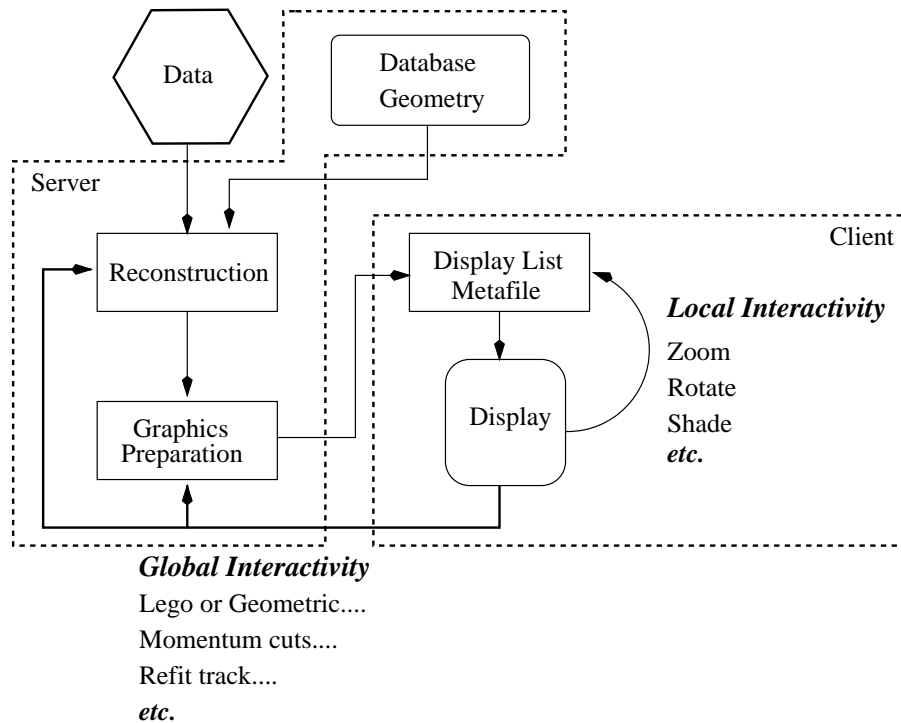 Data
Database
Geometry
Server
Client
Reconstruction
Display List
Metafile
Local Interactivity
Zoom
Rotate
Shade
etc.
Display
Graphics
Preparation
Global Interactivity
Lego or Geometric....
Momentum cuts....
Refit track....
etc.